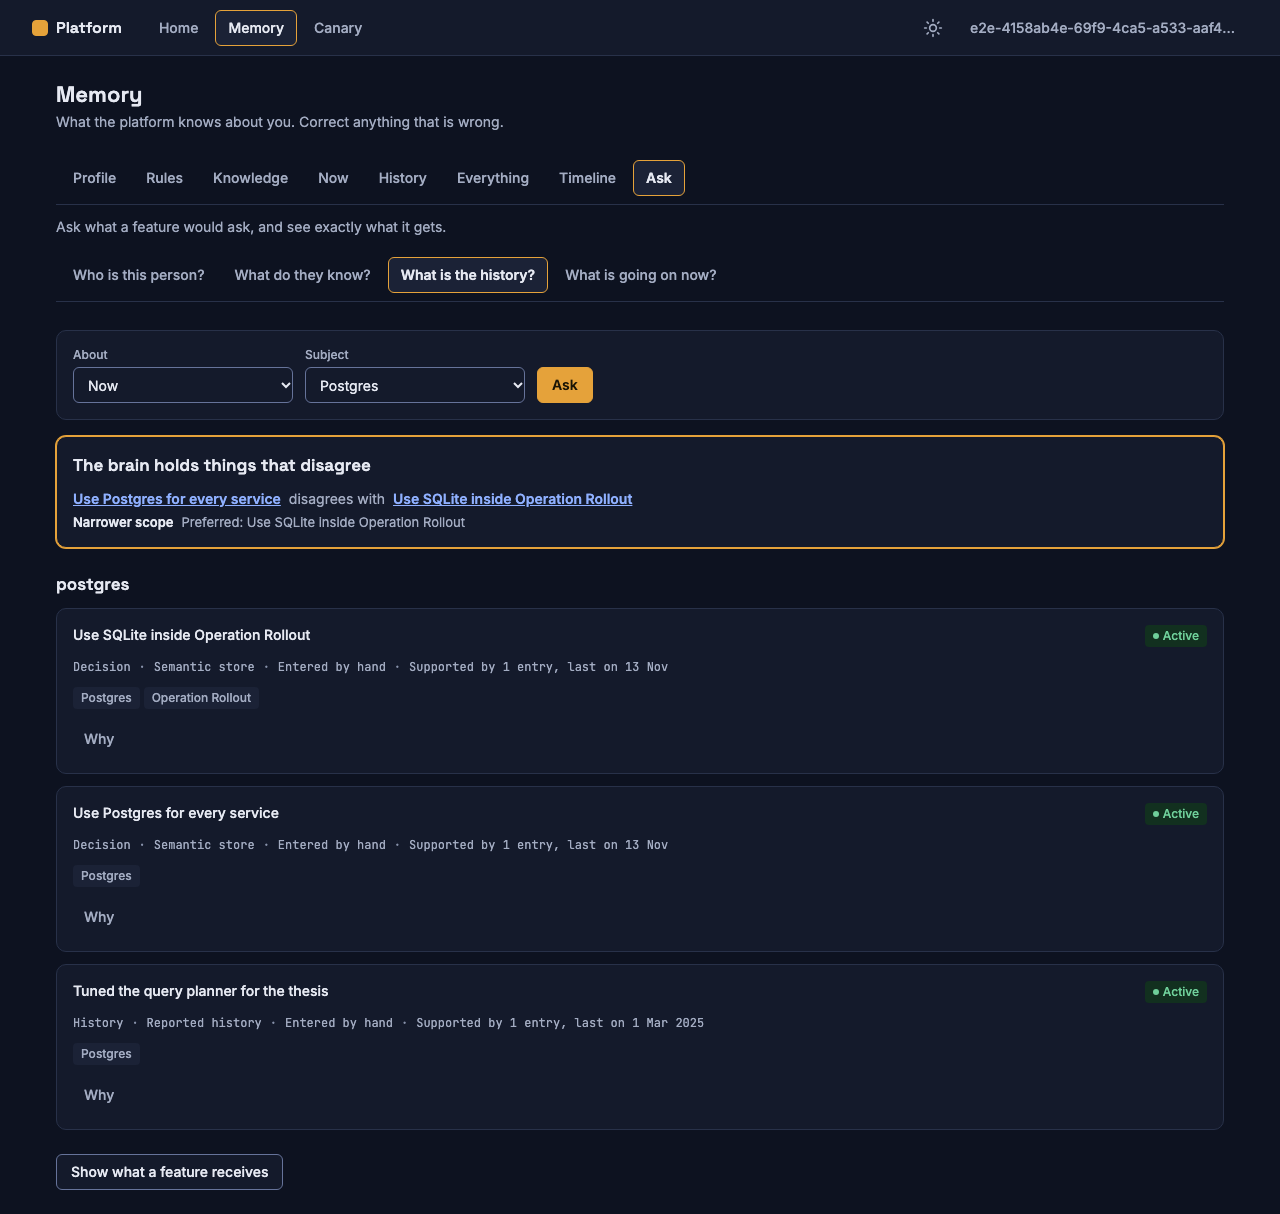 Platform Home Memory Canary e2e-4158ab4e-69f9-4ca5-a533-aaf4...
Memory
What the platform knows about you. Correct anything that is wrong.
Profile Rules Knowledge Now History Everything Timeline Ask
Ask what a feature would ask, and see exactly what it gets.
Who is this person? What do they know? What is the history? What is going on now?
About Subject
Now Postgres Ask
The brain holds things that disagree
Use Postgres for every service disagrees with Use SQLite inside Operation Rollout
Narrower scope Preferred: Use SQLite inside Operation Rollout
postgres
Use SQLite inside Operation Rollout Active
Decision · Semantic store · Entered by hand · Supported by 1 entry, last on 13 Nov
Postgres Operation Rollout
Why
Use Postgres for every service Active
Decision · Semantic store · Entered by hand · Supported by 1 entry, last on 13 Nov
Postgres
Why
Tuned the query planner for the thesis Active
History · Reported history · Entered by hand · Supported by 1 entry, last on 1 Mar 2025
Postgres
Why
Show what a feature receives